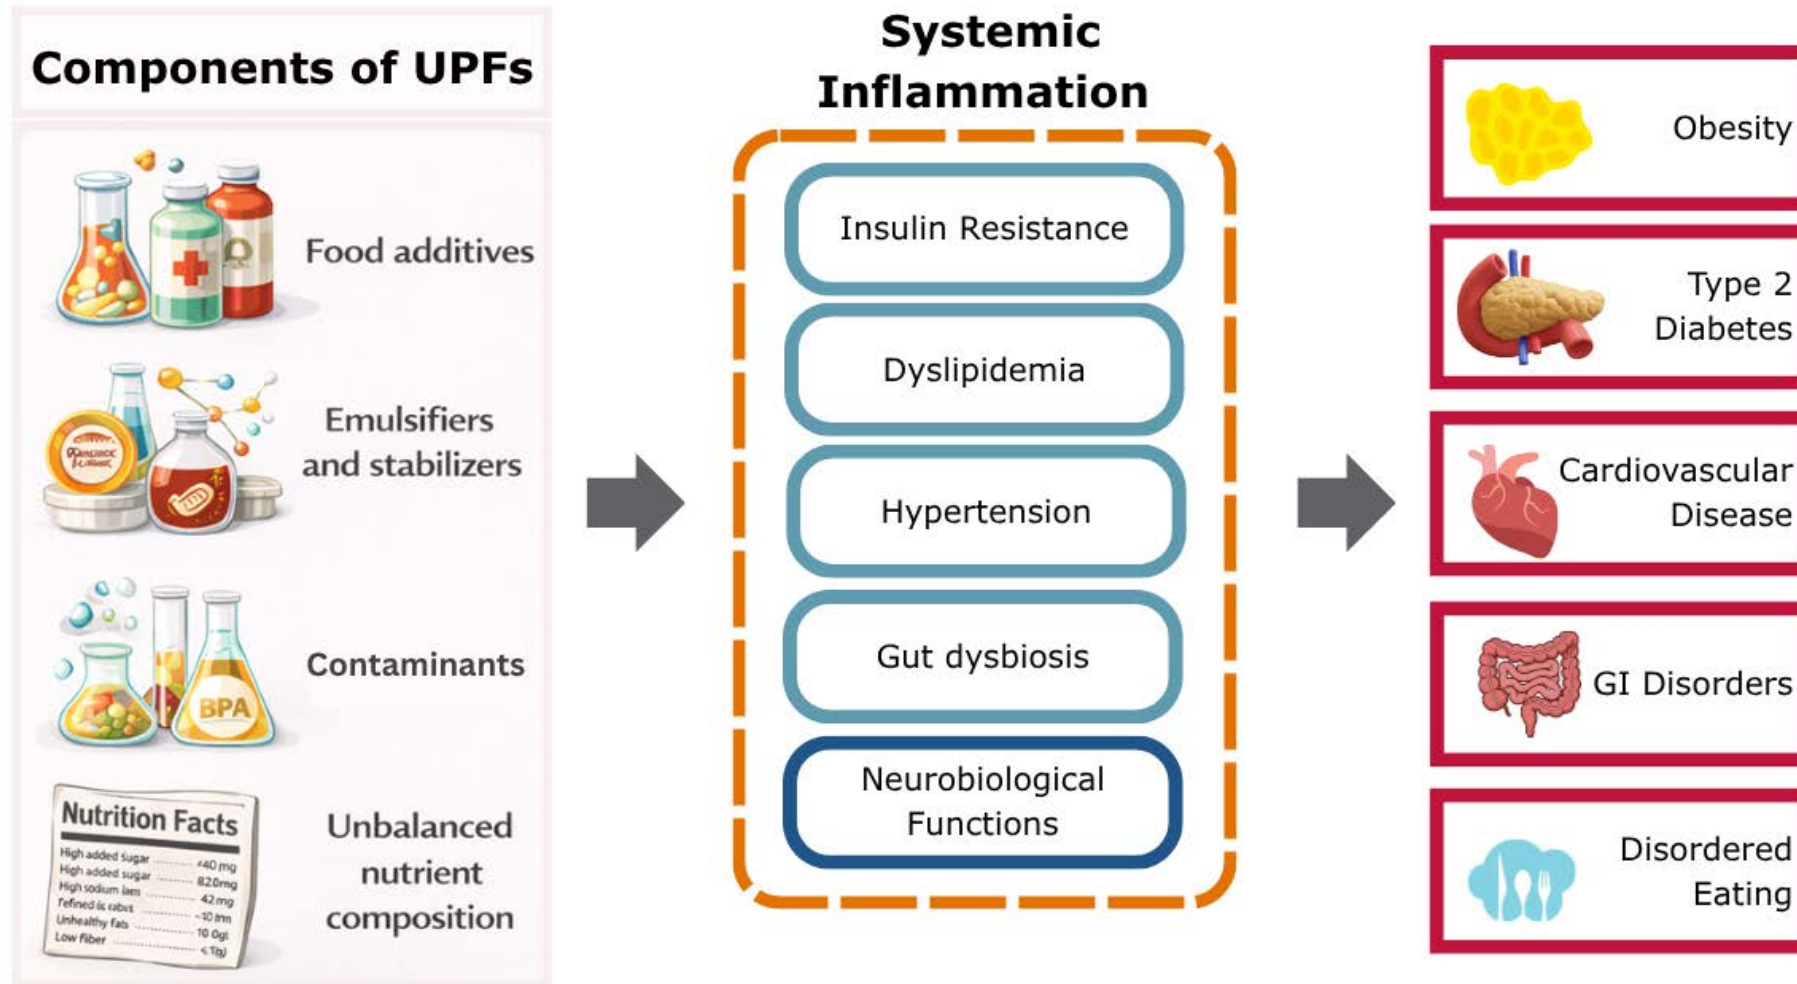 Components of UPFs
Food additives
Emulsifiers
and stabilizers
Contaminants
BPA
Nutrition Facts
High added sugar
High added sugar
High sodium
42 mg
Unhealthy fats
Low fiber
Unbalanced
nutrient
composition
Systemic
Inflammation
Insulin Resistance
Dyslipidemia
Hypertension
Gut dysbiosis
Neurobiological
Functions
Obesity
Type 2
Diabetes
Cardiovascular
Disease
GI Disorders
Disordered
Eating